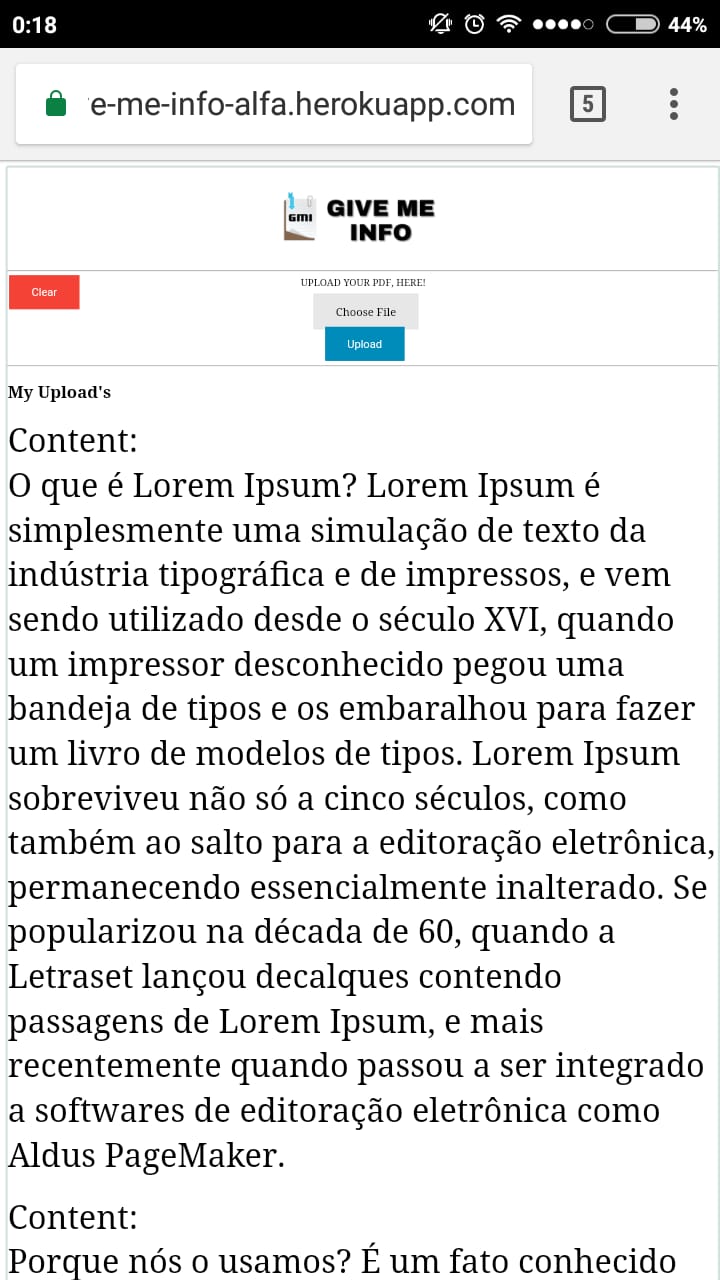 0:18
44%
e-me-info-alfa.herokuapp.com
5
GMI
GIVE ME
INFO
Clear
UPLOAD YOUR PDF, HERE!
Choose File
Upload
My Upload's
Content:
O que é Lorem Ipsum? Lorem Ipsum é
simplesmente uma simulação de texto da
indústria tipográfica e de impressos, e vem
sendo utilizado desde o século XVI, quando
um impressor desconhecido pegou uma
bandeja de tipos e os embaralhou para fazer
um livro de modelos de tipos. Lorem Ipsum
sobreviveu não só a cinco séculos, como
também ao salto para a editoração eletrônica,
permanecendo essencialmente inalterado. Se
popularizou na década de 60, quando a
Letraset lançou decalques contendo
passagens de Lorem Ipsum, e mais
recentemente quando passou a ser integrado
a softwares de editoração eletrônica como
Aldus PageMaker.
Content:
Porque nós o usamos? É um fato conhecido